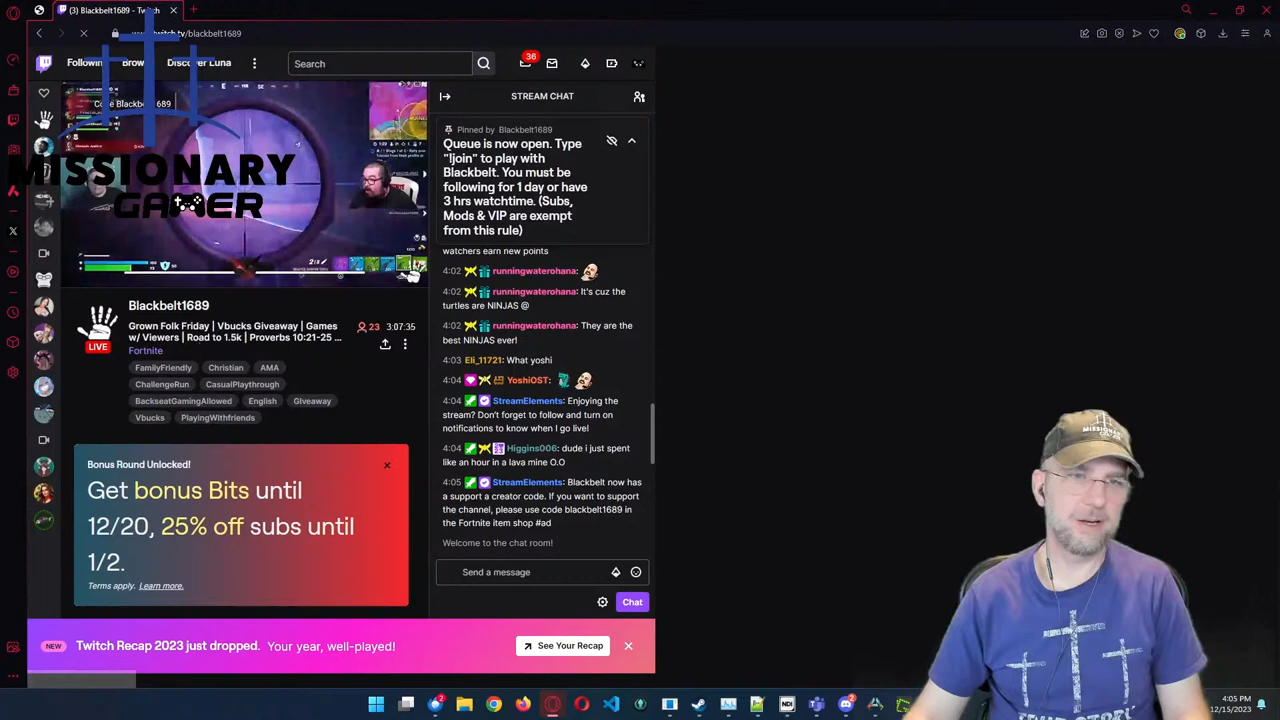 (3) Blackbelt1689 - Twitch
.twitch.tv/blackbelt1689
Following
Brow
Discover Luna
Search
36
Code Blackbelt1689
MISSIONARY
GAMER
STREAM CHAT
Pinned by Blackbelt1689
Queue is now open. Type
"!join" to play with
Blackbelt. You must be
following for 1 day or have
3 hrs watchtime. (Subs,
Mods & VIP are exempt
from this rule)
watchers earn new points
4:02 runningwaterohana:
4:02 runningwaterohana: It's cuz the
turtles are NINJAS @
4:02 runningwaterohana: They are the
best NINJAS ever!
4:03 Eli_11721: What yoshi
4:04 YoshiOST:
4:04 StreamElements: Enjoying the
stream? Don't forget to follow and turn on
notifications to know when I go live!
4:04 Higgins006: dude i just spent
like an hour in a lava mine O.O
4:05 StreamElements: Blackbelt now has
a support a creator code. If you want to support
the channel, please use code blackbelt1689 in
the Fortnite item shop #ad
Welcome to the chat room!
Send a message
Chat
LIVE
Blackbelt1689
Grown Folk Friday | Vbucks Giveaway | Games
w/ Viewers | Road to 1.5k | Proverbs 10:21-25 ...
Fortnite
23 3:07:35
FamilyFriendly Christian AMA
ChallengeRun CasualPlaythrough
BackseatGamingAllowed English GIveaway
Vbucks PlayingWithfriends
Bonus Round Unlocked!
Get bonus Bits until
12/20, 25% off subs until
1/2.
Terms apply. Learn more.
NEW Twitch Recap 2023 just dropped. Your year, well-played! See Your Recap
4:05 PM
12/15/2023